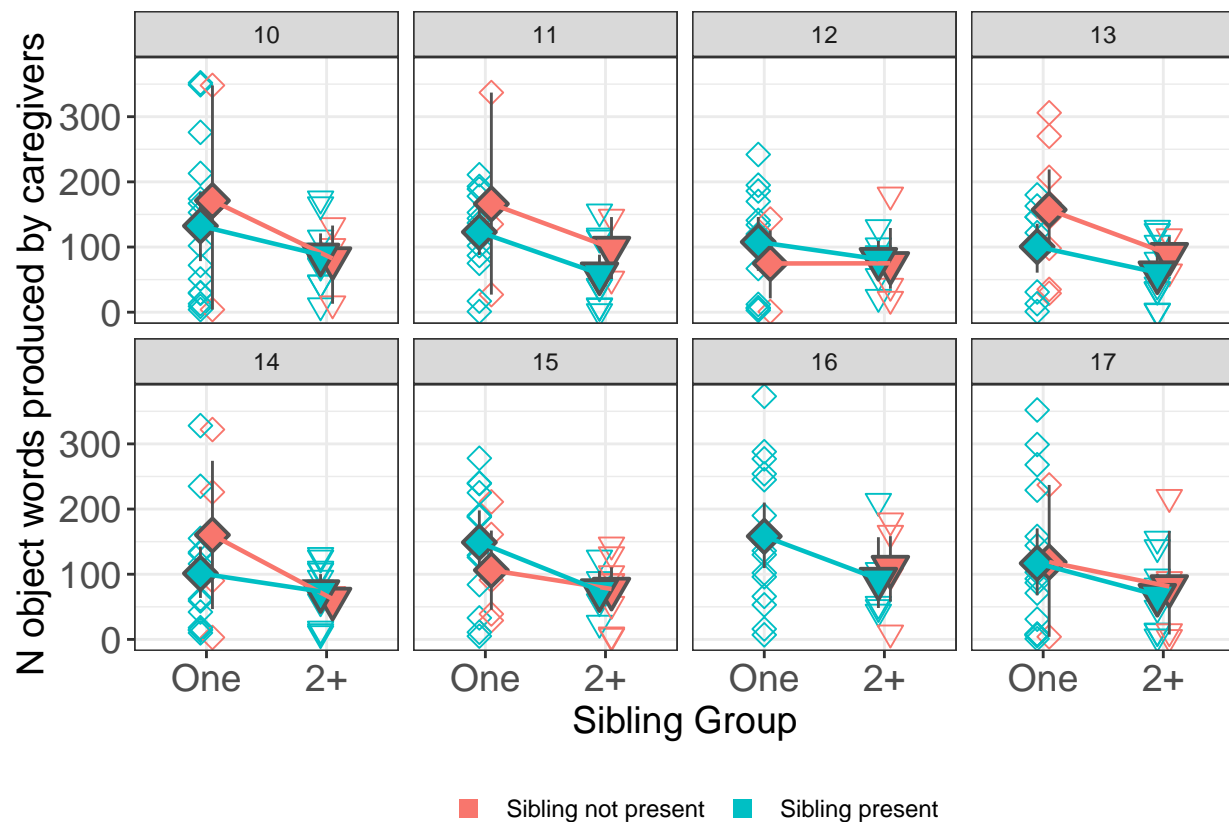 N object words produced by caregivers
10 11 12 13
300
200
100
0
14 15 16 17
300
200
100
0
One 2+ One 2+ One 2+ One 2+
Sibling Group
Sibling not present Sibling present